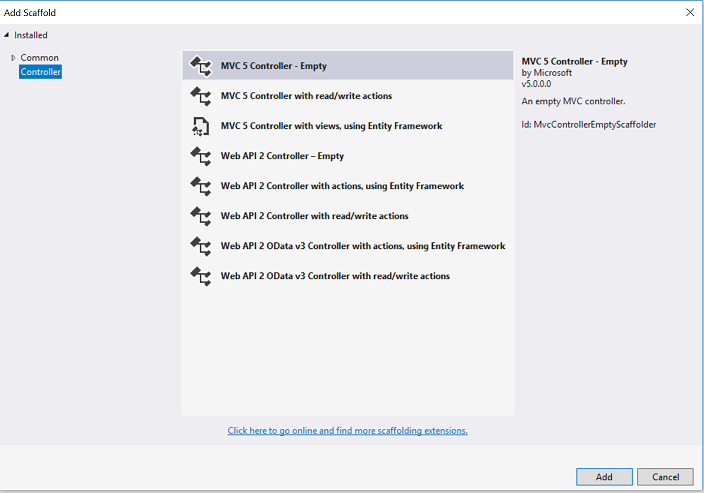 Add Scaffold
Installed
Common
Controller
MVC 5 Controller - Empty
MVC 5 Controller with read/write actions
MVC 5 Controller with views, using Entity Framework
Web API 2 Controller – Empty
Web API 2 Controller with actions, using Entity Framework
Web API 2 Controller with read/write actions
Web API 2 OData v3 Controller with actions, using Entity Framework
Web API 2 OData v3 Controller with read/write actions
Click here to go online and find more scaffolding extensions.
MVC 5 Controller - Empty
by Microsoft
v5.0.0.0
An empty MVC controller.
Id: MvcControllerEmptyScaffolder
Add
Cancel